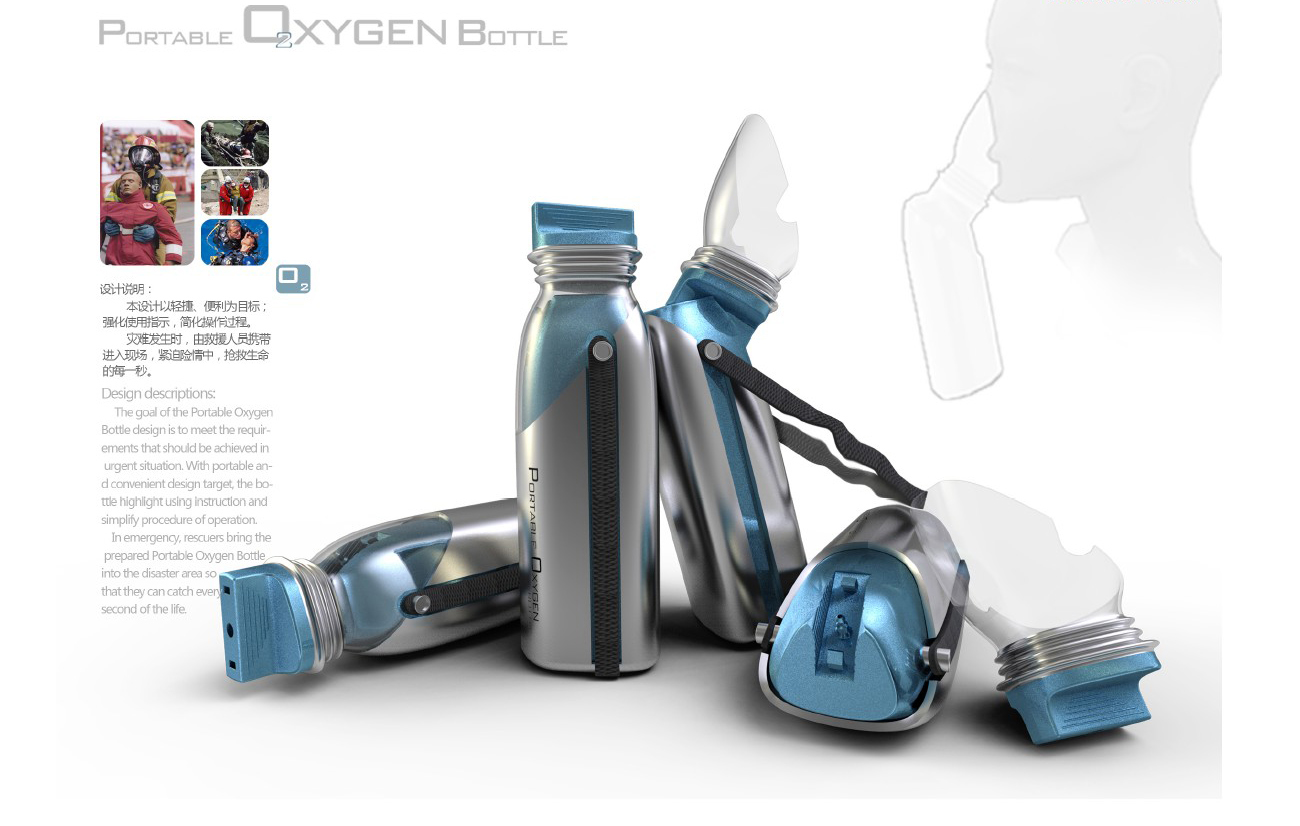 PORTABLE O2XYGEN BOTTLE
O2
设计说明：
本设计以轻捷、便利为目标；
强化使用指示，简化操作过程。
灾难发生时，由救援人员携带
进入现场，紧迫险情中，抢救生命
的每一秒。
Design descriptions:
The goal of the Portable Oxygen
Bottle design is to meet the requir-
ements that should be achieved in
urgent situation. With portable an-
d convenient design target, the bo-
ttle highlight using instruction and
simplify procedure of operation.
In emergency, rescuers bring the
prepared Portable Oxygen Bottle
into the disaster area so
that they can catch every
second of the life.
PORTABLE OXYGEN